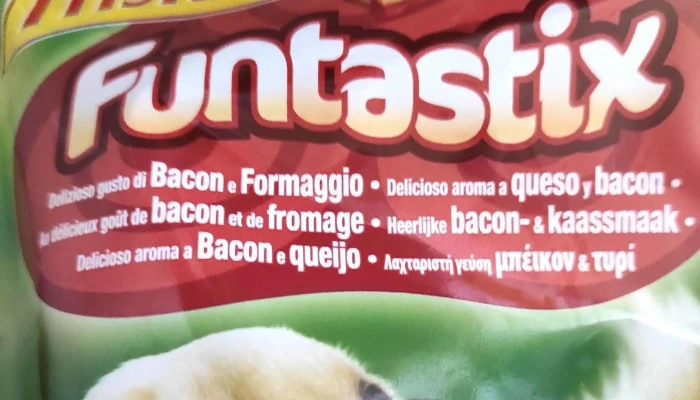 Funtastix
Delizioso gusto di Bacon e Formaggio • Delicioso aroma a queso y bacon •
Au délicieux goût de bacon et de fromage • Heerlijke bacon- & kaassmaak •
Delicioso aroma a Bacon e queijo • Λαχταριστή γεύση μπέικον & τυρί